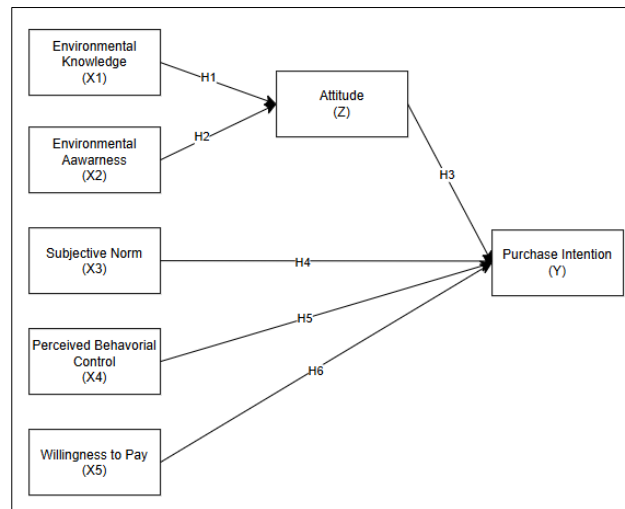 Environmental
Knowledge
(X1)
H1
Attitude
(Z)
Environmental
Aawarness
(X2)
H2
H3
Subjective Norm
(X3)
H4
Purchase Intention
(Y)
Perceived Behavorial
Control
(X4)
H5
H6
Willingness to Pay
(X5)